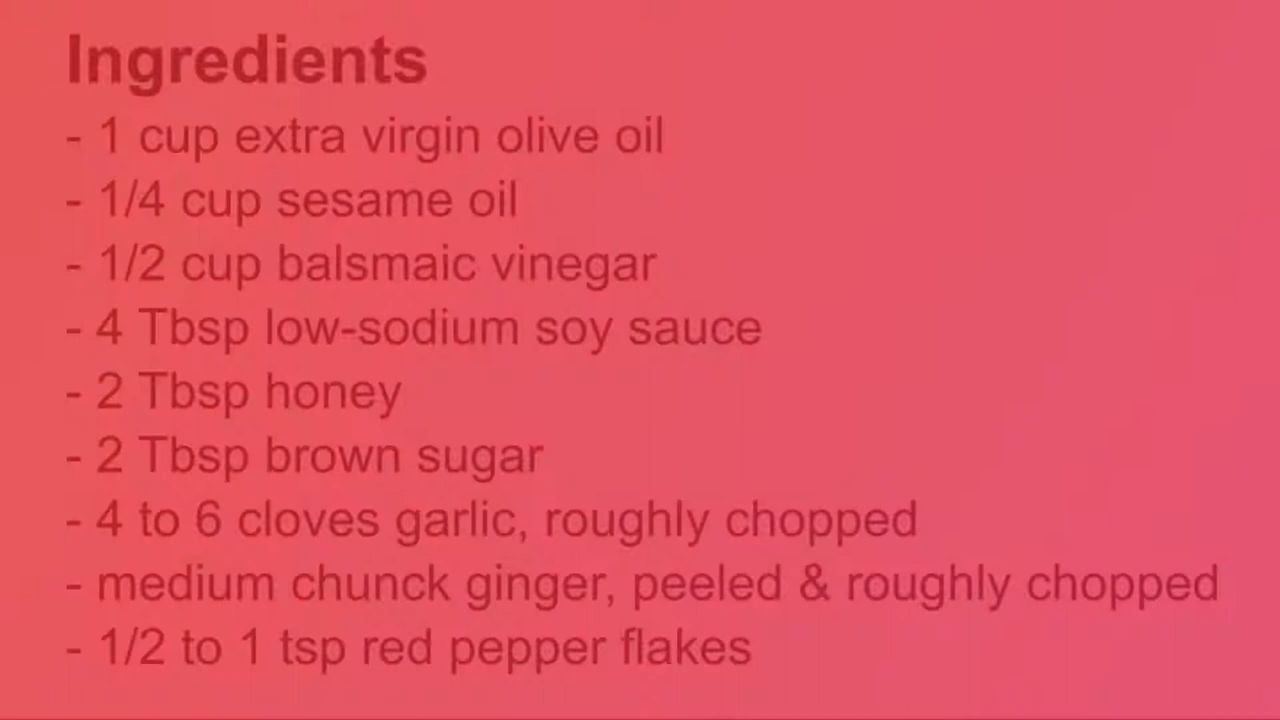 Ingredients
- 1 cup extra virgin olive oil
- 1/4 cup sesame oil
- 1/2 cup balsmaic vinegar
- 4 Tbsp low-sodium soy sauce
- 2 Tbsp honey
- 2 Tbsp brown sugar
- 4 to 6 cloves garlic, roughly chopped
- medium chunck ginger, peeled & roughly chopped
- 1/2 to 1 tsp red pepper flakes